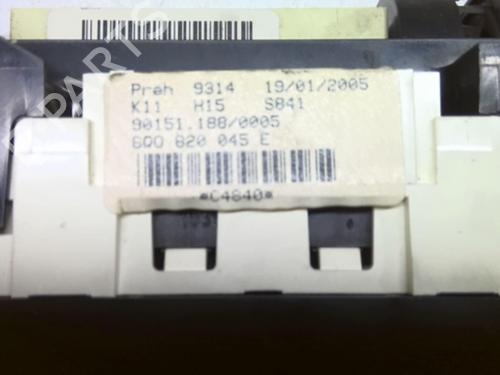 Preh 9314 19/01/2005
K11 H15 S841
90151.188/0005
6Q0 820 045 E
*C4840*